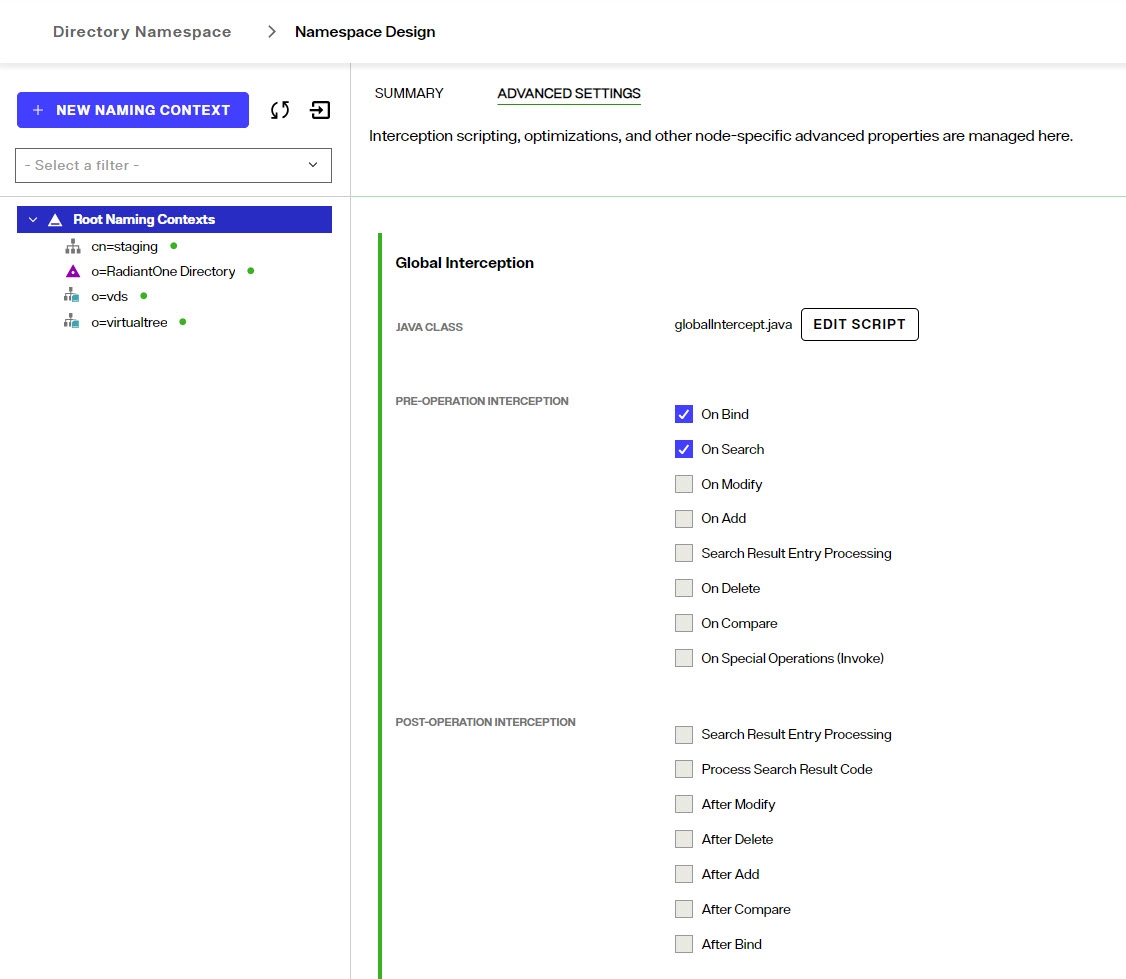 Directory Namespace > Namespace Design
+ NEW NAMING CONTEXT
- Select a filter -
Root Naming Contexts
cn=staging
o=RadiantOne Directory
o=vds
o=virtualtree
SUMMARY ADVANCED SETTINGS
Interception scripting, optimizations, and other node-specific advanced properties are managed here.
Global Interception
JAVA CLASS globalIntercept.java EDIT SCRIPT
PRE-OPERATION INTERCEPTION
On Bind
On Search
On Modify
On Add
Search Result Entry Processing
On Delete
On Compare
On Special Operations (Invoke)
POST-OPERATION INTERCEPTION
Search Result Entry Processing
Process Search Result Code
After Modify
After Delete
After Add
After Compare
After Bind